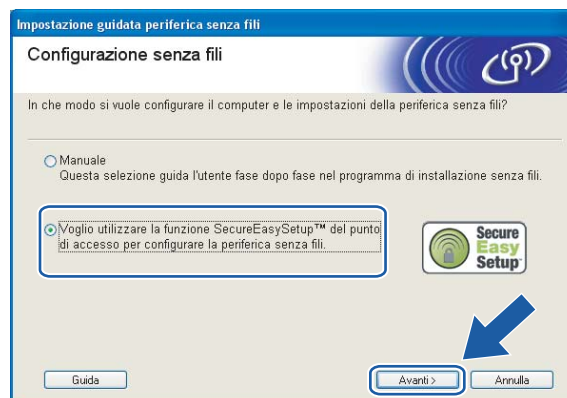 Impostazione guidata periferica senza fili
Configurazione senza fili
In che modo si vuole configurare il computer e le impostazioni della periferica senza fili?
Manuale
Questa selezione guida l'utente fase dopo fase nel programma di installazione senza fili.
Voglio utilizzare la funzione SecureEasySetup™ del punto
di accesso per configurare la periferica senza fili.
Secure
Easy
Setup
Guida
Avanti >
Annulla